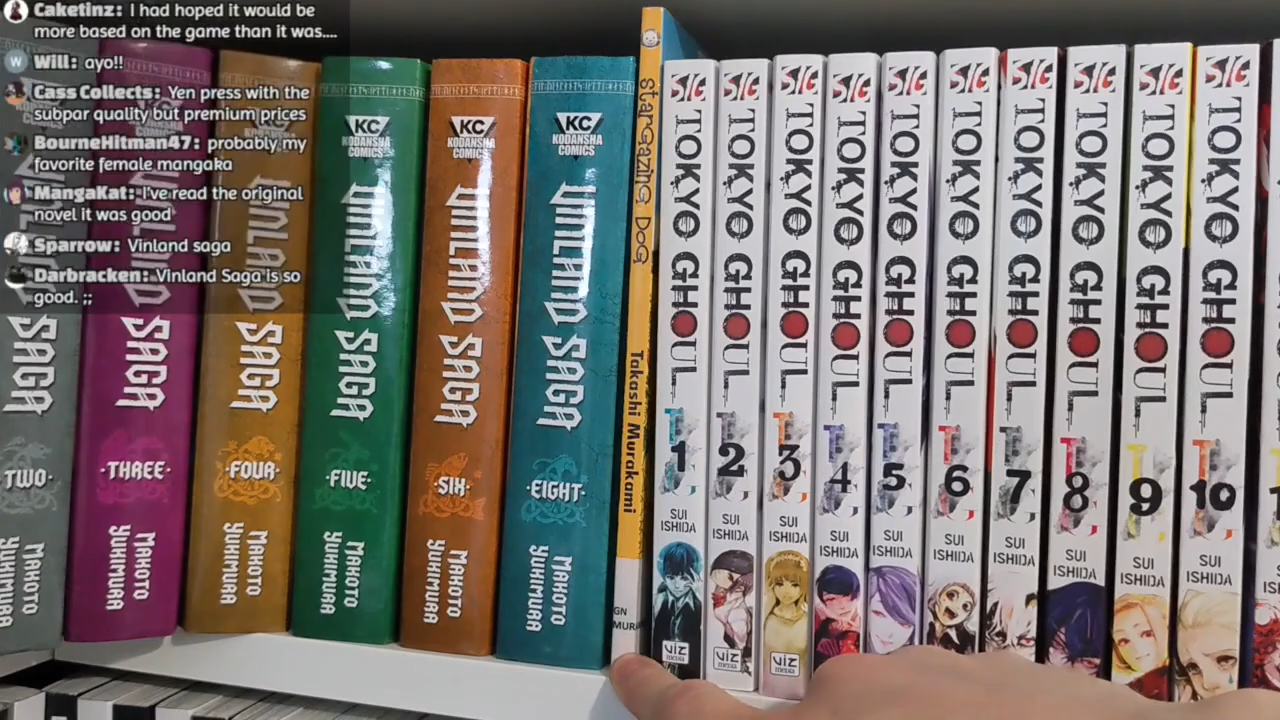 Caketinz: I had hoped it would be
more based on the game than it was....
Will: ayo!!
Cass Collects: Yen press with the
subpar quality but premium prices
BourneHitman47: probably my
favorite female mangaka
MangaKat: I've read the original
novel it was good
Sparrow: Vinland saga
Darbracken: Vinland Saga is so
good. ;;
SAGA
TWO
MAKOTO
YUKIMURA
SAGA
·THREE·
MAKOTO
YUKIMURA
VINLAND SAGA
·FOUR·
MAKOTO
YUKIMURA
KC
KODANSHA
COMICS
VINLAND SAGA
·FIVE·
MAKOTO
YUKIMURA
KC
KODANSHA
COMICS
VINLAND SAGA
·SIX·
MAKOTO
YUKIMURA
KC
KODANSHA
COMICS
VINLAND SAGA
·EIGHT·
MAKOTO
YUKIMURA
stargazing Dog
Takashi Murakami
GN
MURA
SIG
TOKYO GHOUL
1
SUI
ISHIDA
VIZ
media
SIG
TOKYO GHOUL
2
SUI
ISHIDA
VIZ
media
SIG
TOKYO GHOUL
3
SUI
ISHIDA
VIZ
media
SIG
TOKYO GHOUL
4
SUI
ISHIDA
SIG
TOKYO GHOUL
5
SUI
ISHIDA
SIG
TOKYO GHOUL
6
SUI
ISHIDA
SIG
TOKYO GHOUL
7
SUI
ISHIDA
SIG
TOKYO GHOUL
8
SUI
ISHIDA
SIG
TOKYO GHOUL
9
SUI
ISHIDA
SIG
TOKYO GHOUL
10
SUI
ISHIDA